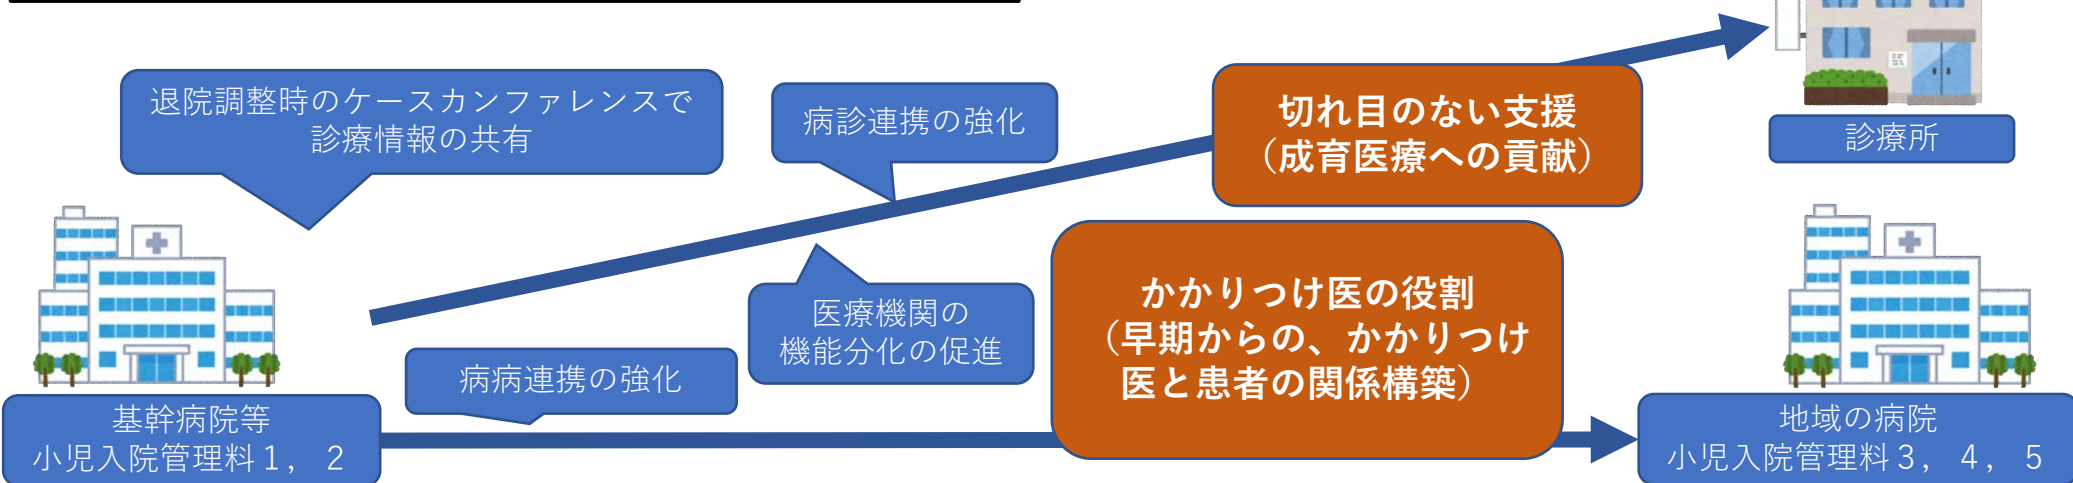 退院調整時のケースカンファレンスで
診療情報の共有
病診連携の強化
切れ目のない支援
（成育医療への貢献）
診療所
医療機関の
機能分化の促進
かかりつけ医の役割
（早期からの、かかりつけ
医と患者の関係構築）
病病連携の強化
基幹病院等
小児入院管理料１， ２
地域の病院
小児入院管理料３， ４， ５